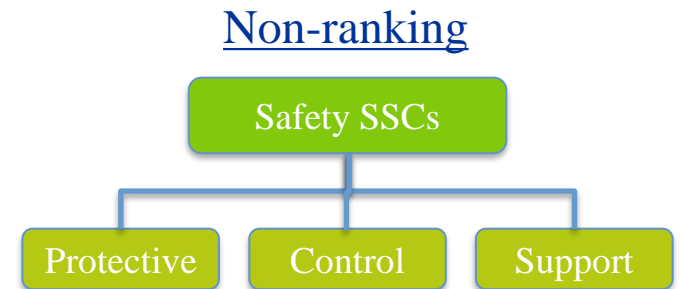 Non-ranking
Safety SSCs
Protective
Control
Support